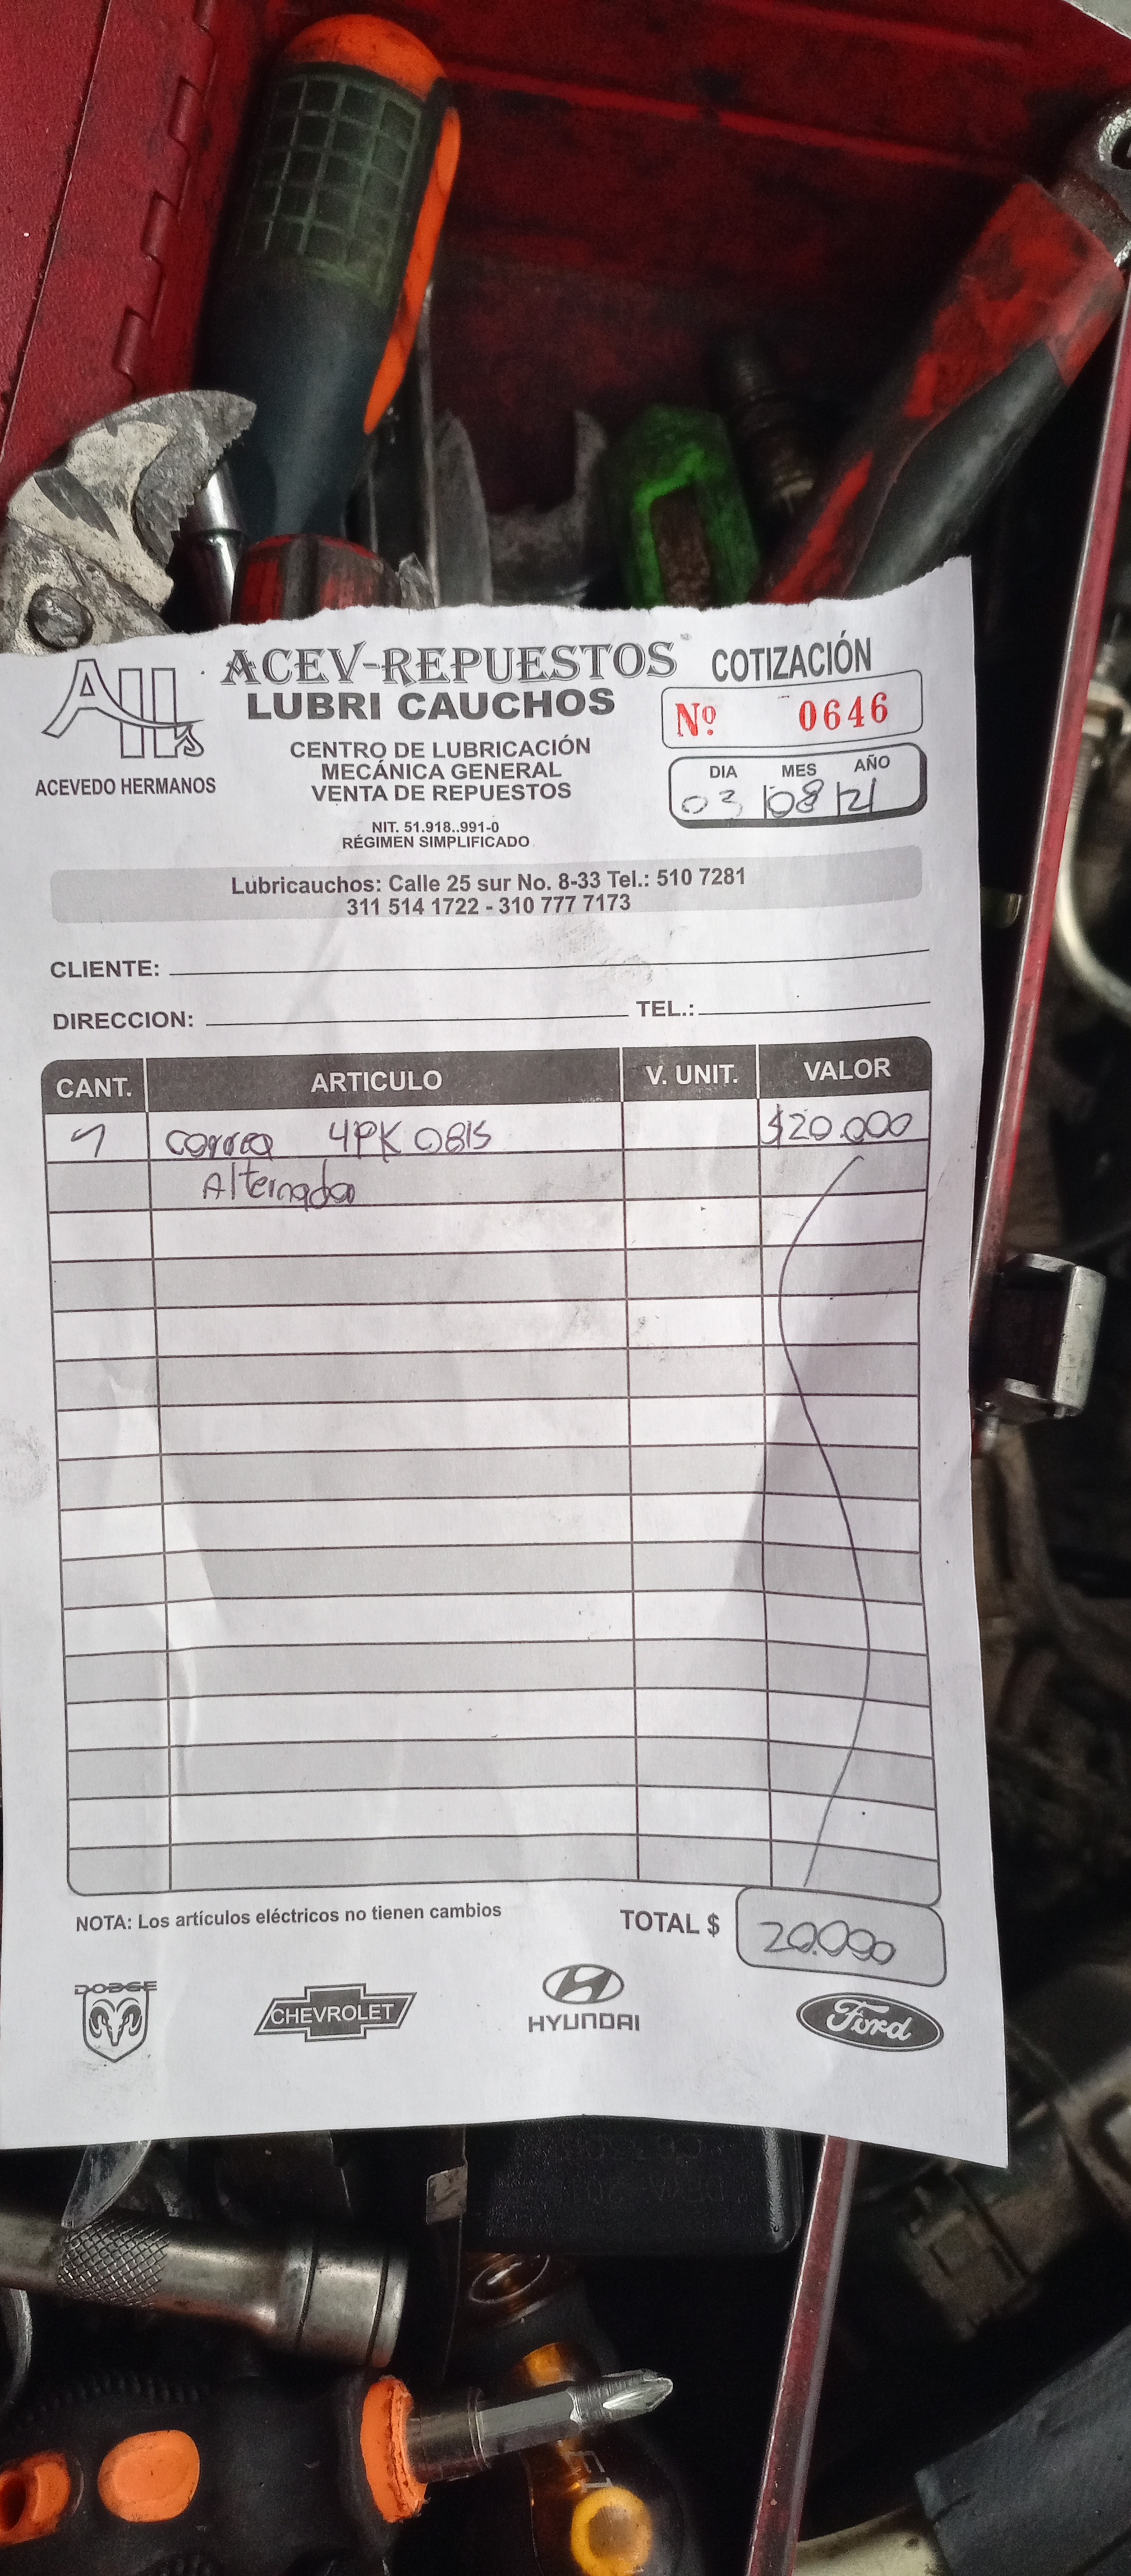 ACEV-REPUESTOS
LUBRI CAUCHOS
COTIZACIÓN
Nº 0646
AHs
ACEVEDO HERMANOS
CENTRO DE LUBRICACIÓN
MECÁNICA GENERAL
VENTA DE REPUESTOS
DIA MES AÑO
03 08 21
NIT. 51.918..991-0
RÉGIMEN SIMPLIFICADO
Lubricauchos: Calle 25 sur No. 8-33 Tel.: 510 7281
311 514 1722 - 310 777 7173
CLIENTE:
DIRECCION: TEL.:
CANT. ARTICULO V. UNIT. VALOR
1 correa 4PK 0815 $20.000
Alternador
NOTA: Los artículos eléctricos no tienen cambios
TOTAL $ 20.000
DODGE
CHEVROLET
HYUNDAI
Ford